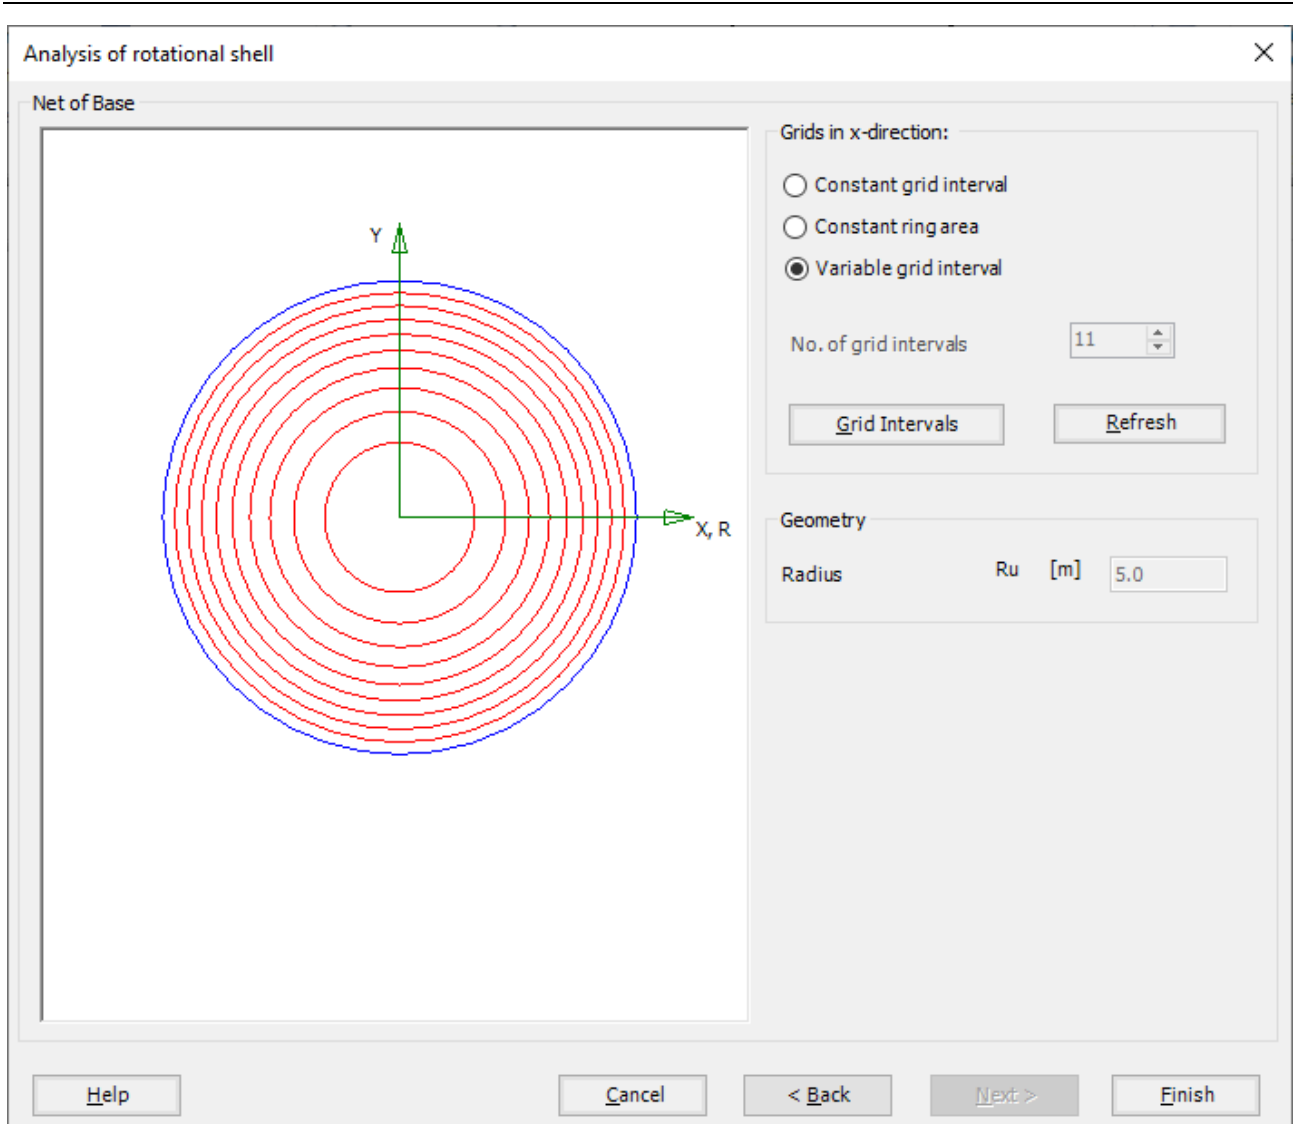 Analysis of rotational shell
Net of Base
Y
X, R
Grids in x-direction:
Constant grid interval
Constant ring area
Variable grid interval
No. of grid intervals 11
Grid Intervals Refresh
Geometry
Radius Ru [m] 5.0
Help Cancel < Back Next > Finish